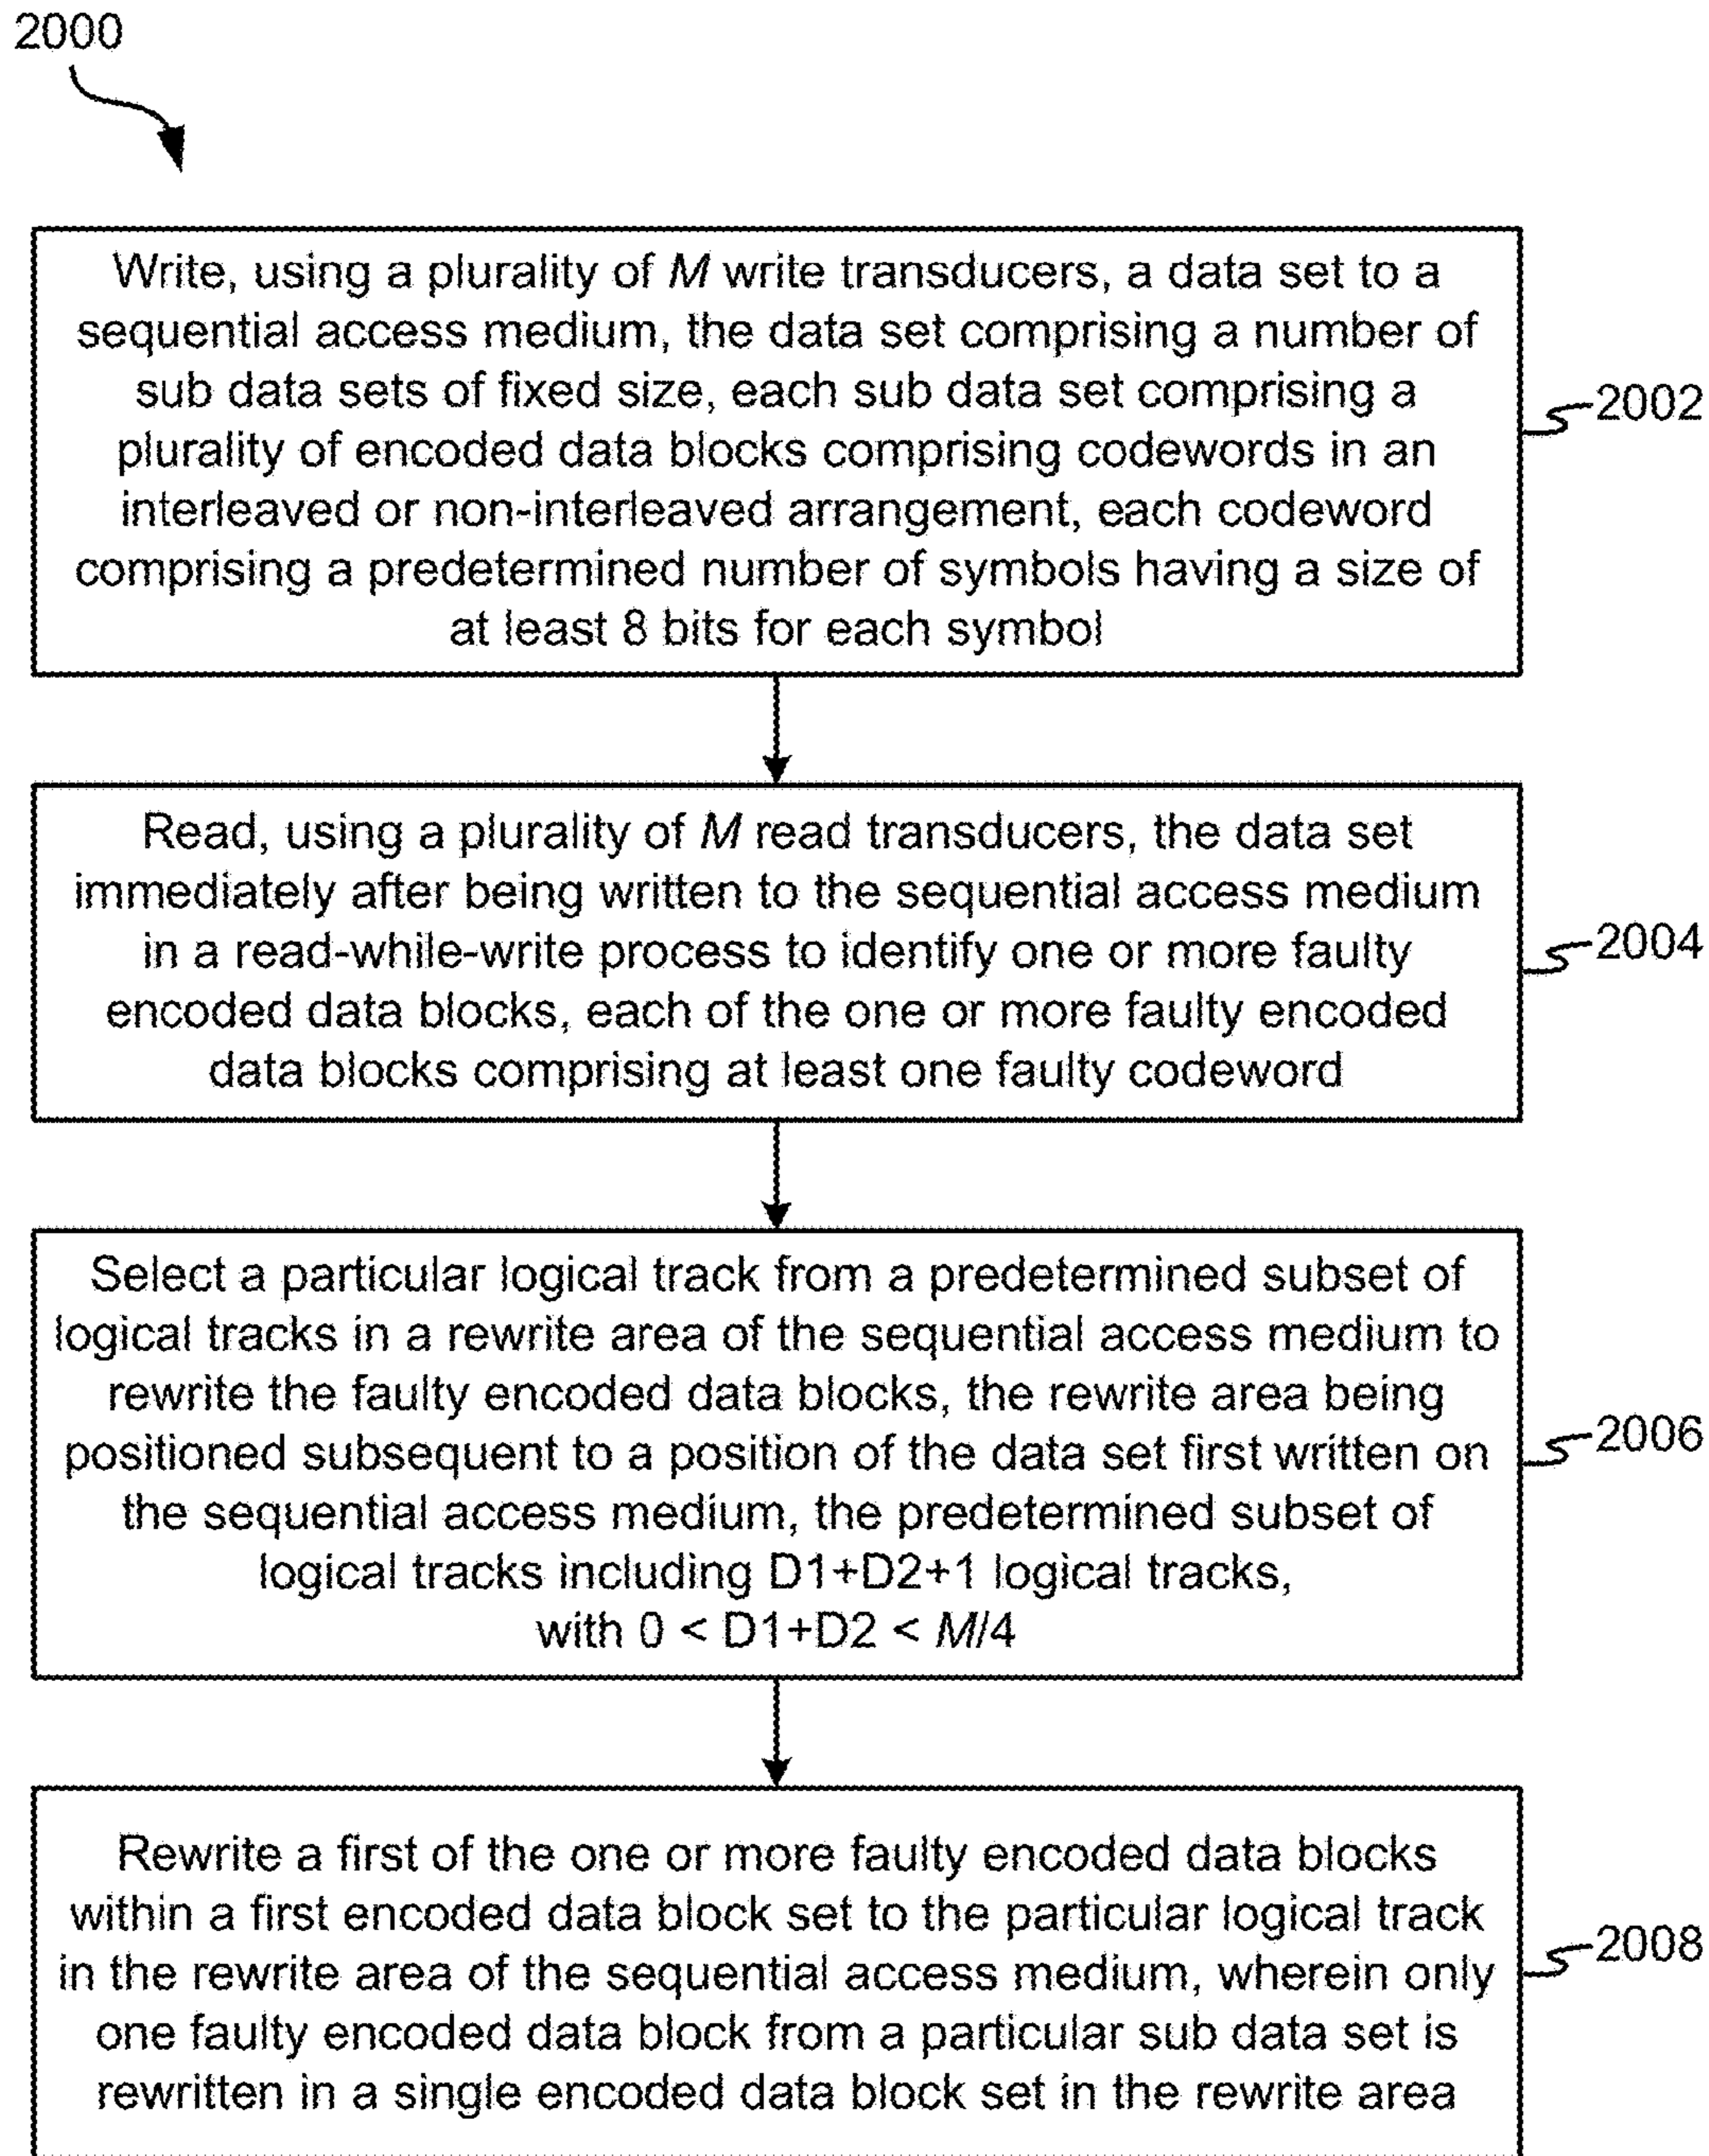 2000
Write, using a plurality of M write transducers, a data set to a
sequential access medium, the data set comprising a number of
sub data sets of fixed size, each sub data set comprising a
plurality of encoded data blocks comprising codewords in an
interleaved or non-interleaved arrangement, each codeword
comprising a predetermined number of symbols having a size of
at least 8 bits for each symbol
2002
Read, using a plurality of M read transducers, the data set
immediately after being written to the sequential access medium
in a read-while-write process to identify one or more faulty
encoded data blocks, each of the one or more faulty encoded
data blocks comprising at least one faulty codeword
2004
Select a particular logical track from a predetermined subset of
logical tracks in a rewrite area of the sequential access medium to
rewrite the faulty encoded data blocks, the rewrite area being
positioned subsequent to a position of the data set first written on
the sequential access medium, the predetermined subset of
logical tracks including D1+D2+1 logical tracks,
with 0 < D1+D2 < M/4
2006
Rewrite a first of the one or more faulty encoded data blocks
within a first encoded data block set to the particular logical track
in the rewrite area of the sequential access medium, wherein only
one faulty encoded data block from a particular sub data set is
rewritten in a single encoded data block set in the rewrite area
2008